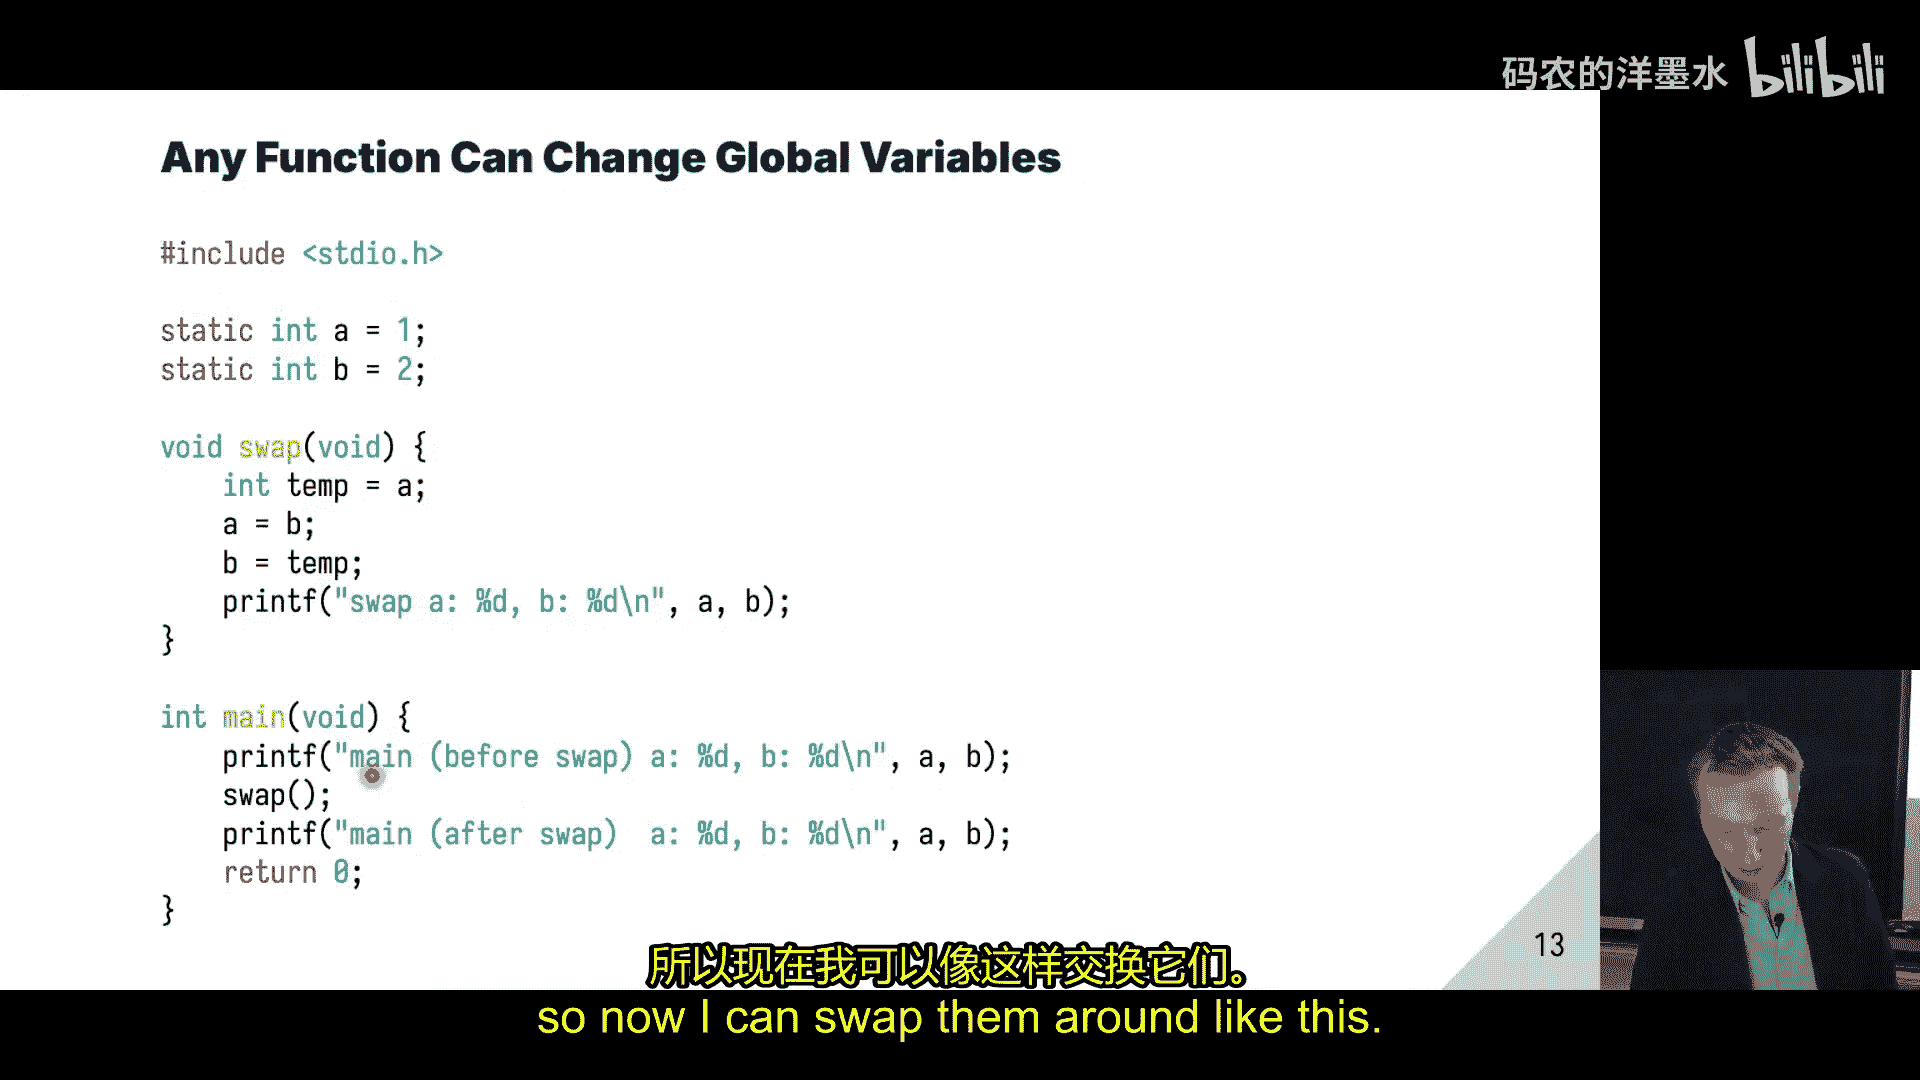 码农的洋墨水 bilibili
Any Function Can Change Global Variables
#include <stdio.h>
static int a = 1;
static int b = 2;
void swap(void) {
    int temp = a;
    a = b;
    b = temp;
    printf("swap a: %d, b: %d\n", a, b);
}
int main(void) {
    printf("main (before swap) a: %d, b: %d\n", a, b);
    swap();
    printf("main (after swap)  a: %d, b: %d\n", a, b);
    return 0;
}
13
所以现在我可以像这样交换它们。
so now I can swap them around like this.